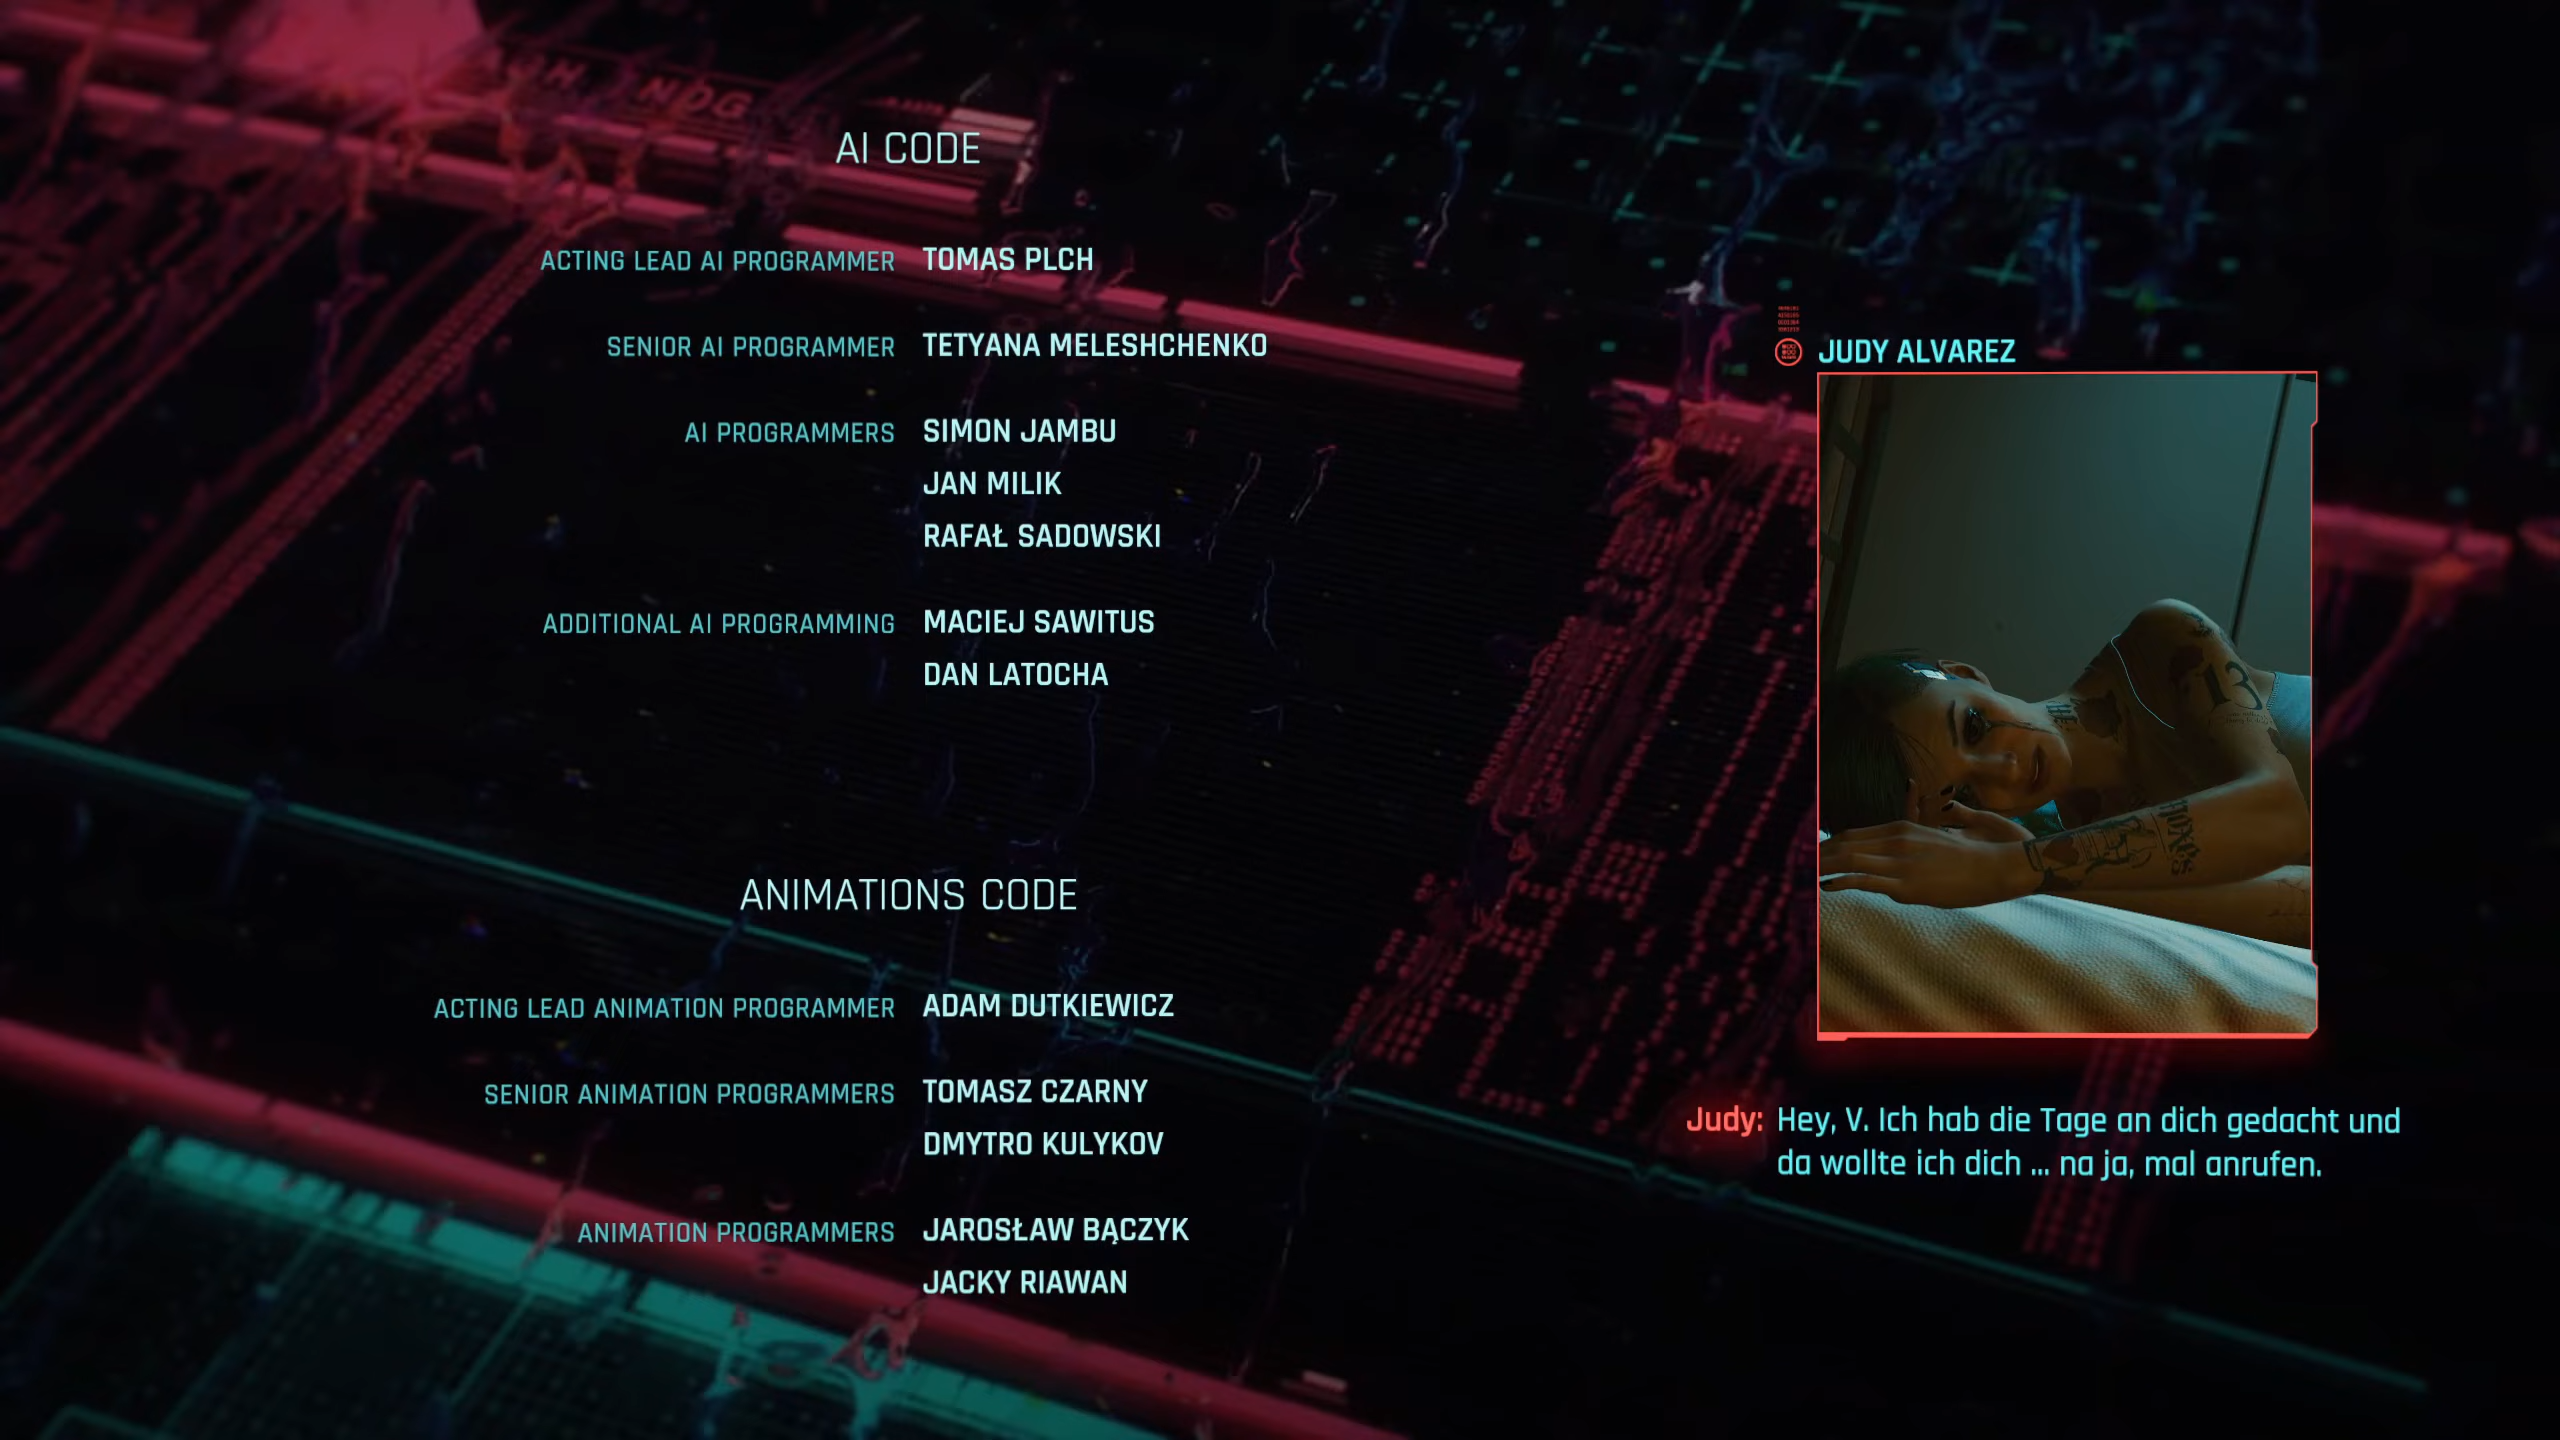 AI CODE
ACTING LEAD AI PROGRAMMER TOMAS PLCH
SENIOR AI PROGRAMMER TETYANA MELESHCHENKO
AI PROGRAMMERS SIMON JAMBU
JAN MILIK
RAFAŁ SADOWSKI
ADDITIONAL AI PROGRAMMING MACIEJ SAWITUS
DAN LATOCHA
ANIMATIONS CODE
ACTING LEAD ANIMATION PROGRAMMER ADAM DUTKIEWICZ
SENIOR ANIMATION PROGRAMMERS TOMASZ CZARNY
DMYTRO KULYKOV
ANIMATION PROGRAMMERS JAROSŁAW BĄCZYK
JACKY RIAWAN
JUDY ALVAREZ
13
Judy: Hey, V. Ich hab die Tage an dich gedacht und
da wollte ich dich ... na ja, mal anrufen.